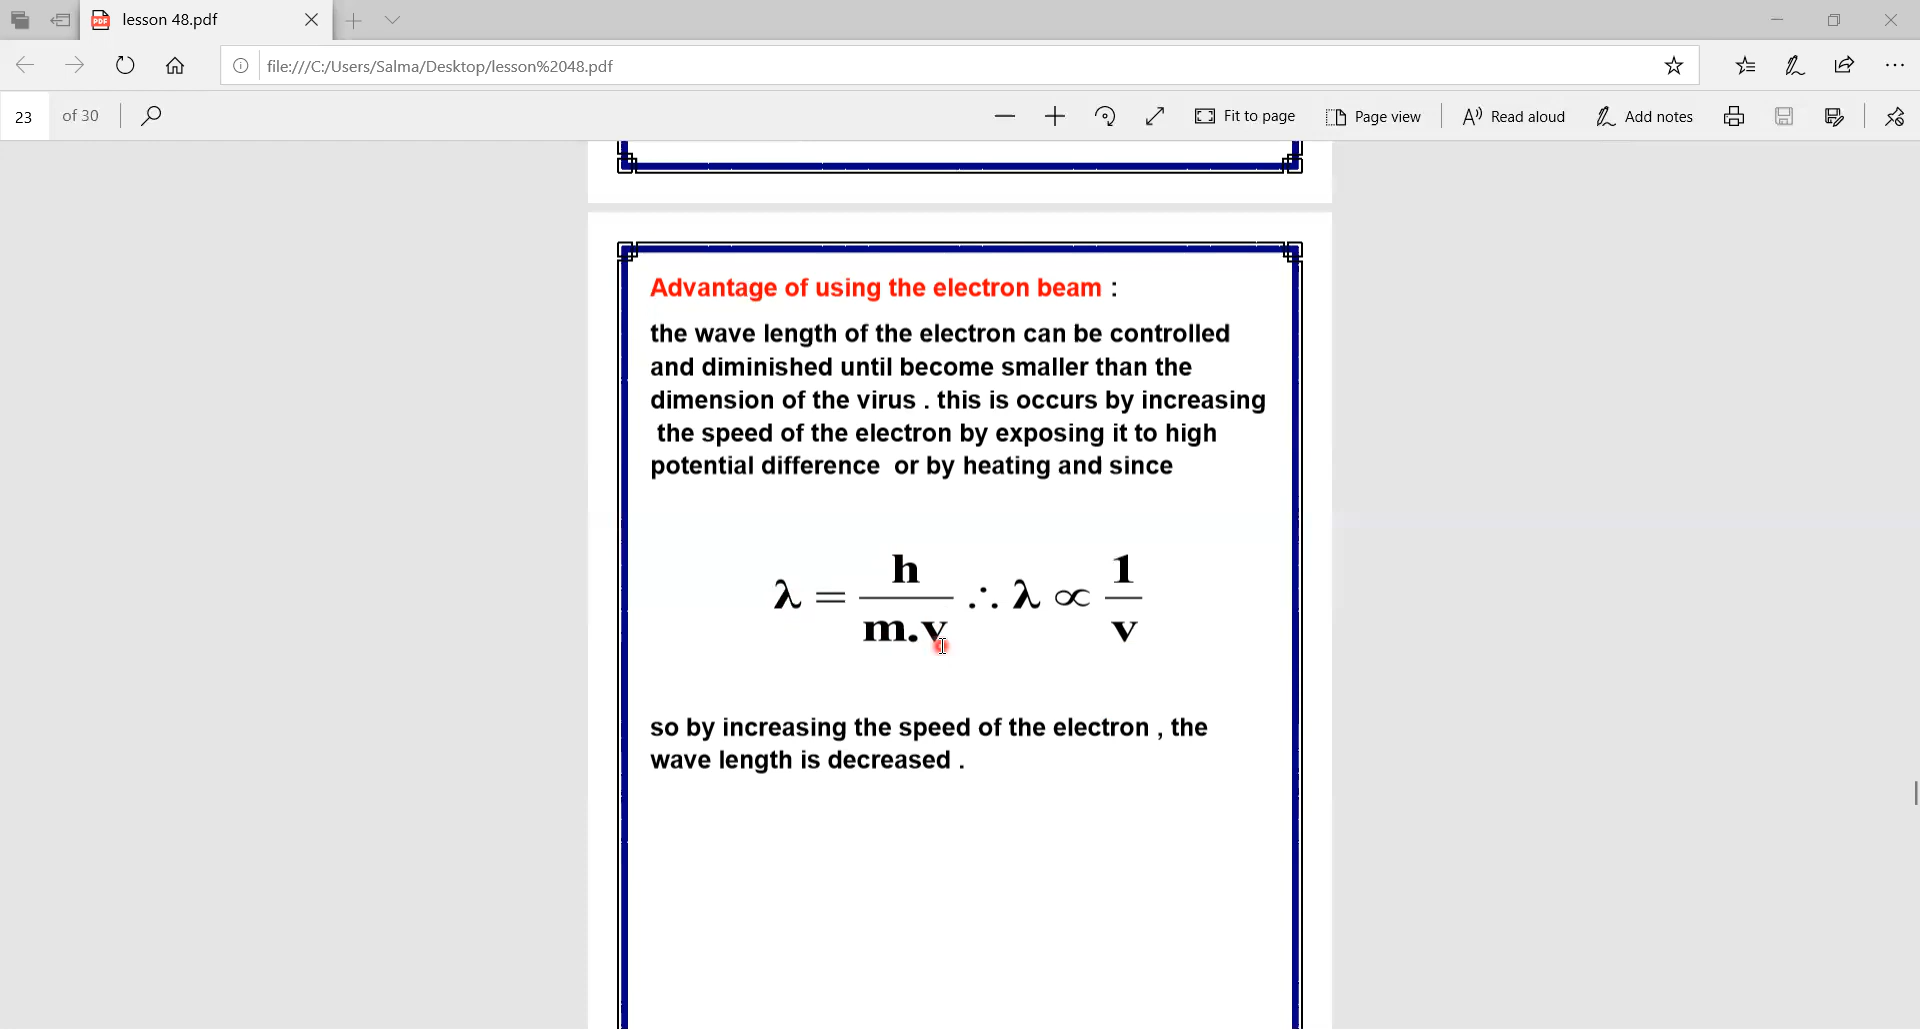 lesson 48.pdf
file:///C:/Users/Salma/Desktop/lesson%2048.pdf
23 of 30 Fit to page Page view Read aloud Add notes
Advantage of using the electron beam :
the wave length of the electron can be controlled
and diminished until become smaller than the
dimension of the virus . this is occurs by increasing
the speed of the electron by exposing it to high
potential difference or by heating and since
λ = h / m.v ∴ λ ∝ 1 / v
so by increasing the speed of the electron , the
wave length is decreased .